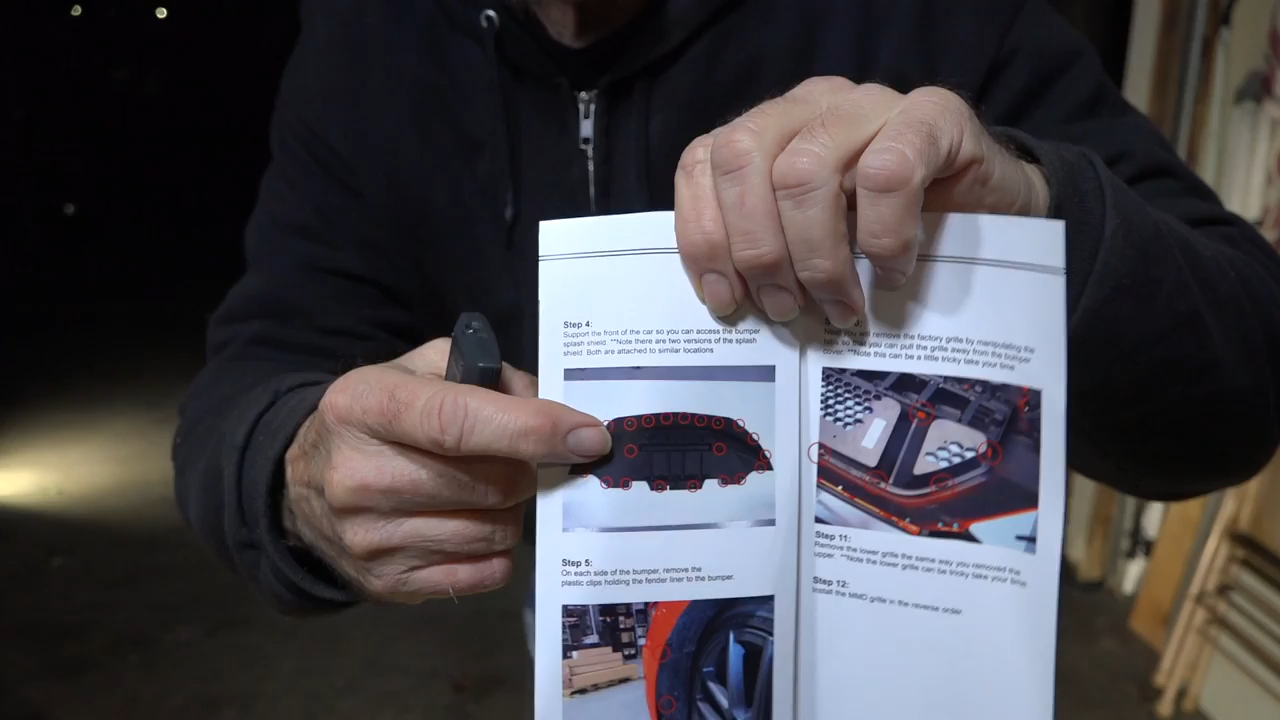 Step 4:
Support the front of the car so you can access the bumper
splash shield. **Note there are two versions of the splash
shield. Both are attached to similar locations
Step 5:
On each side of the bumper, remove the
plastic clips holding the fender liner to the bumper.
Next you will remove the factory grille by manipulating the
tabs so that you can pull the grille away from the bumper
cover. **Note this can be a little tricky take your time
Step 11:
Remove the lower grille the same way you removed the
upper. **Note the lower grille can be tricky take your time
Step 12:
Install the MMD grille in the reverse order.